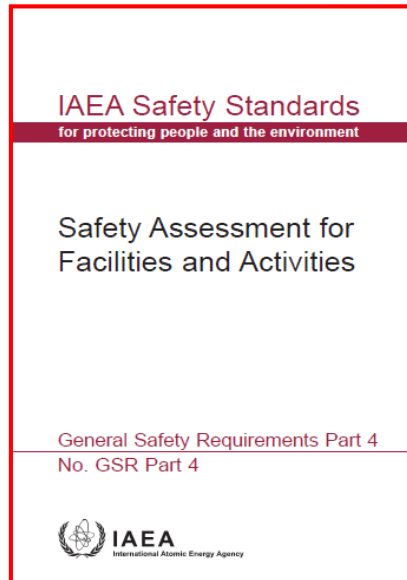 IAEA Safety Standards
for protecting people and the environment
Safety Assessment for
Facilities and Activities
General Safety Requirements Part 4
No. GSR Part 4
IAEA
International Atomic Energy Agency